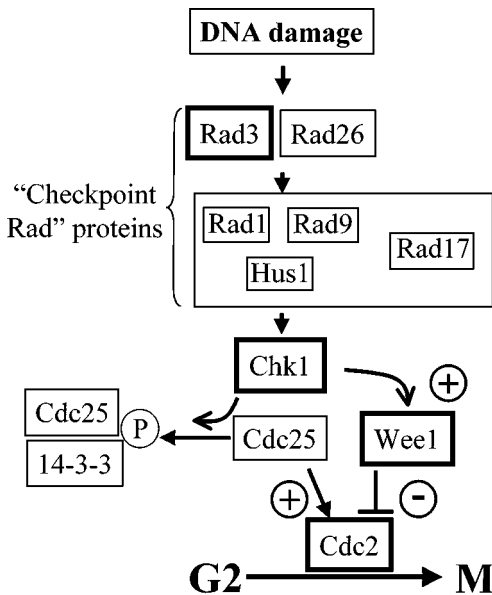 DNA damage
Rad3
Rad26
“Checkpoint
Rad” proteins
Rad1
Rad9
Rad17
Hus1
Chk1
+
Cdc25
P
14-3-3
Cdc25
Wee1
+
-
Cdc2
G2
M